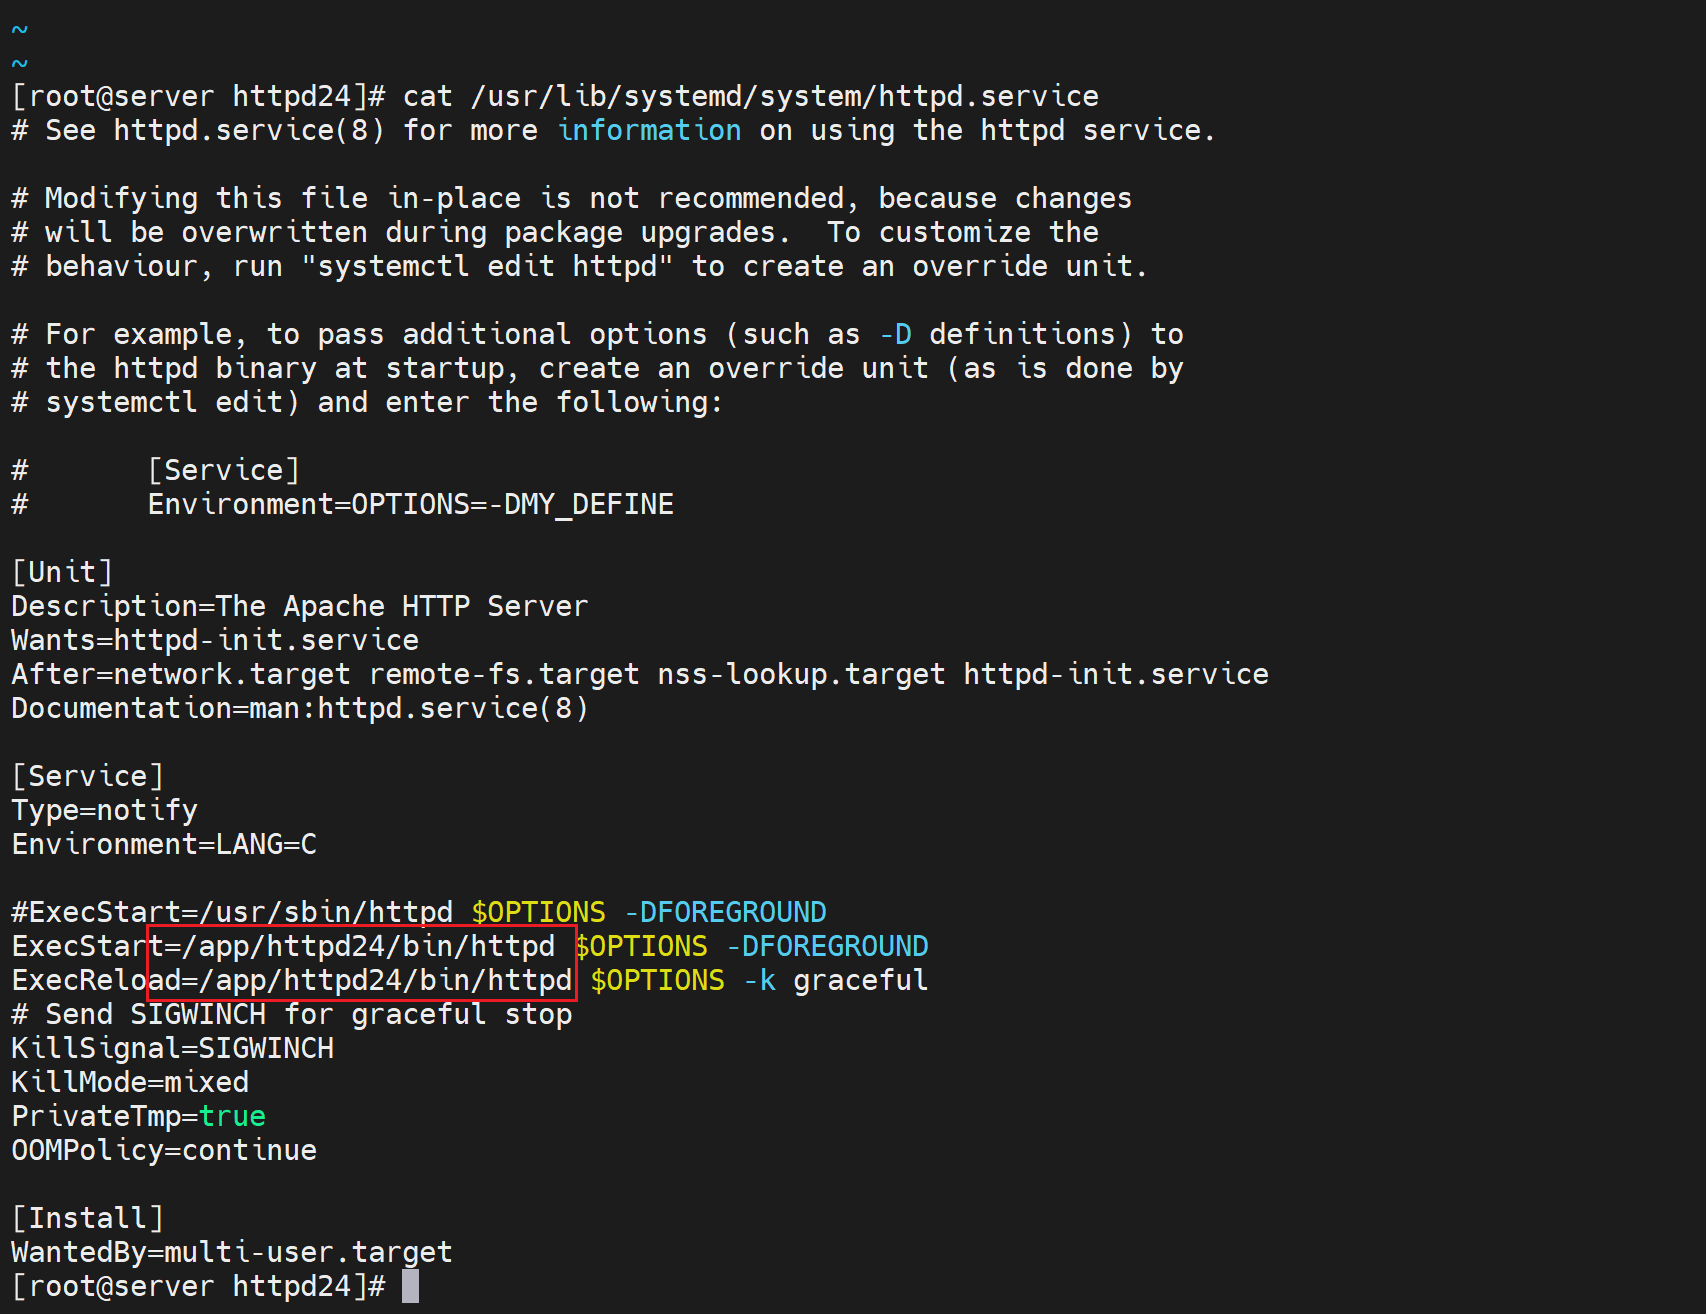 ~
~
[root@server httpd24]# cat /usr/lib/systemd/system/httpd.service
# See httpd.service(8) for more information on using the httpd service.

# Modifying this file in-place is not recommended, because changes
# will be overwritten during package upgrades.  To customize the
# behaviour, run "systemctl edit httpd" to create an override unit.

# For example, to pass additional options (such as -D definitions) to
# the httpd binary at startup, create an override unit (as is done by
# systemctl edit) and enter the following:

#       [Service]
#       Environment=OPTIONS=-DMY_DEFINE

[Unit]
Description=The Apache HTTP Server
Wants=httpd-init.service
After=network.target remote-fs.target nss-lookup.target httpd-init.service
Documentation=man:httpd.service(8)

[Service]
Type=notify
Environment=LANG=C

#ExecStart=/usr/sbin/httpd $OPTIONS -DFOREGROUND
ExecStart=/app/httpd24/bin/httpd $OPTIONS -DFOREGROUND
ExecReload=/app/httpd24/bin/httpd $OPTIONS -k graceful
# Send SIGWINCH for graceful stop
KillSignal=SIGWINCH
KillMode=mixed
PrivateTmp=true
OOMPolicy=continue

[Install]
WantedBy=multi-user.target
[root@server httpd24]#